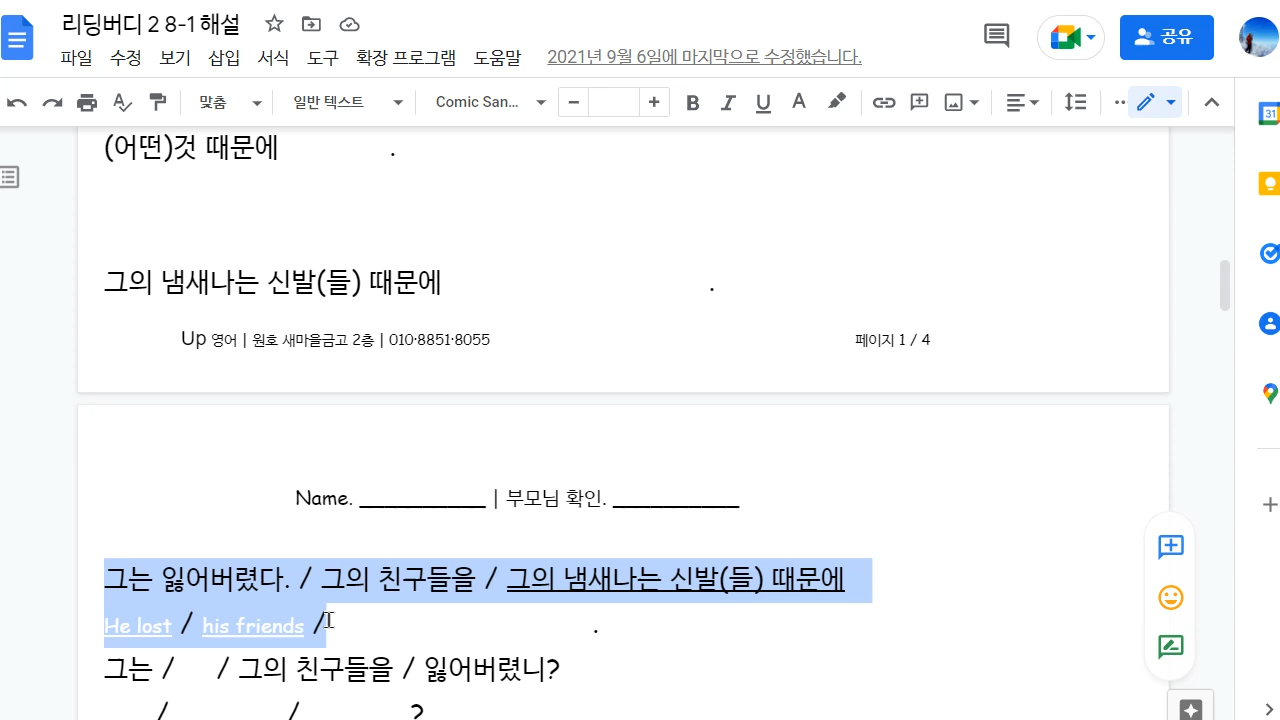 리딩버디 2 8-1해설
파일 수정 보기 삽입 서식 도구 확장 프로그램 도움말 2021년 9월 6일에 마지막으로 수정했습니다.
공유
맞춤 일반 텍스트 Comic San... − + B I U A
31
(어떤)것 때문에 .
그의 냄새나는 신발(들) 때문에 .
Up 영어 | 원호 새마을금고 2층 | 010·8851·8055 페이지 1 / 4
Name. ___________ | 부모님 확인. ___________
그는 잃어버렸다. / 그의 친구들을 / 그의 냄새나는 신발(들) 때문에
He lost / his friends / .
그는 / / 그의 친구들을 / 잃어버렸니?
/ / ?